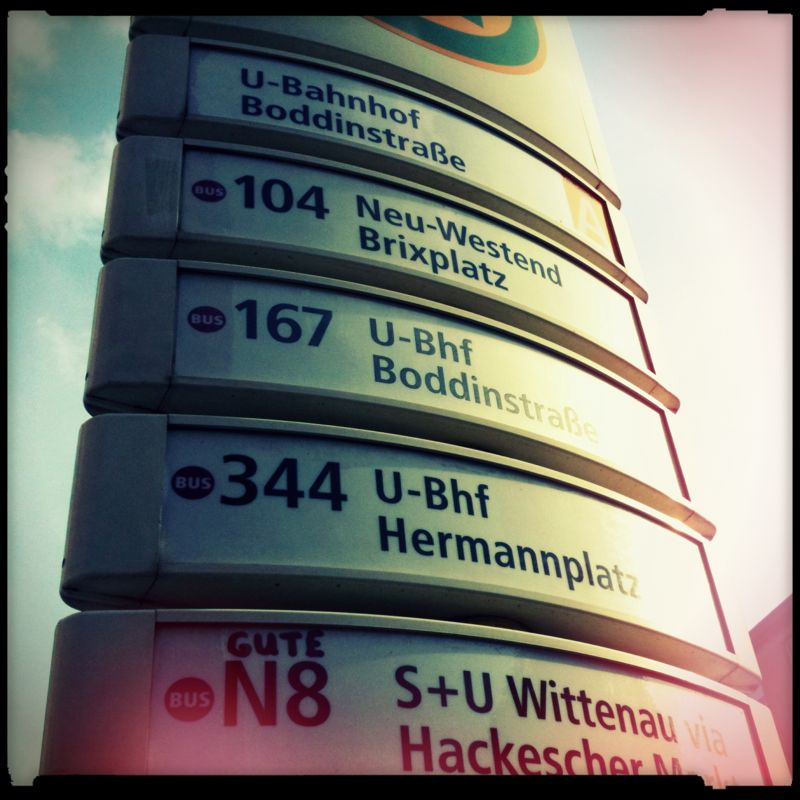 U-Bahnhof
Boddinstraße
A
BUS 104 Neu-Westend
Brixplatz
BUS 167 U-Bhf
Boddinstraße
BUS 344 U-Bhf
Hermannplatz
GUTE
BUS N8 S+U Wittenau via
Hackescher Markt